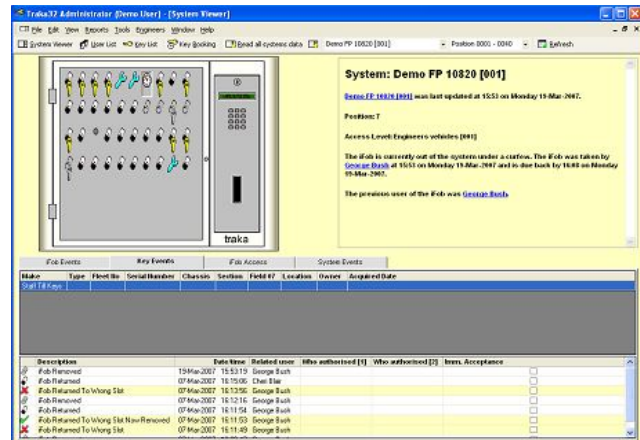 Traka32 Administrator (Demo User) - [System Viewer]
File Edit View Reports Tools Engineers Window Help
System Viewer User List Key List Key Booking Read all systems data Demo FP 10820 [001] Position 0001 - 0040 Refresh
System: Demo FP 10820 [001]
Demo FP 10820 [001] was last updated at 15:53 on Monday 19-Mar-2007.
Position: 7
Access Level: Engineers vehicles [001]
The iFob is currently out of the system under a curfew. The iFob was taken by
George Bush at 15:53 on Monday 19-Mar-2007 and is due back by 16:03 on Monday
19-Mar-2007.
The previous user of the iFob was George Bush.
traka
iFob Events Key Events iFob Access System Events
Make Type Fleet No Serial Number Chassis Section Field #7 Location Owner Acquired Date
Staff Till Keys
Description Date/time Related user Who authorised [1] Who authorised [2] Imm. Acceptance
iFob Removed 19-Mar-2007 15:53:19 George Bush
iFob Returned 07-Mar-2007 16:15:06 Cheri Blair
iFob Returned To Wrong Slot 07-Mar-2007 16:13:56 George Bush
iFob Removed 07-Mar-2007 16:12:16 George Bush
iFob Returned 07-Mar-2007 16:11:54 George Bush
iFob Returned To Wrong Slot Now Removed 07-Mar-2007 16:11:53 George Bush
iFob Returned To Wrong Slot 07-Mar-2007 16:11:49 George Bush